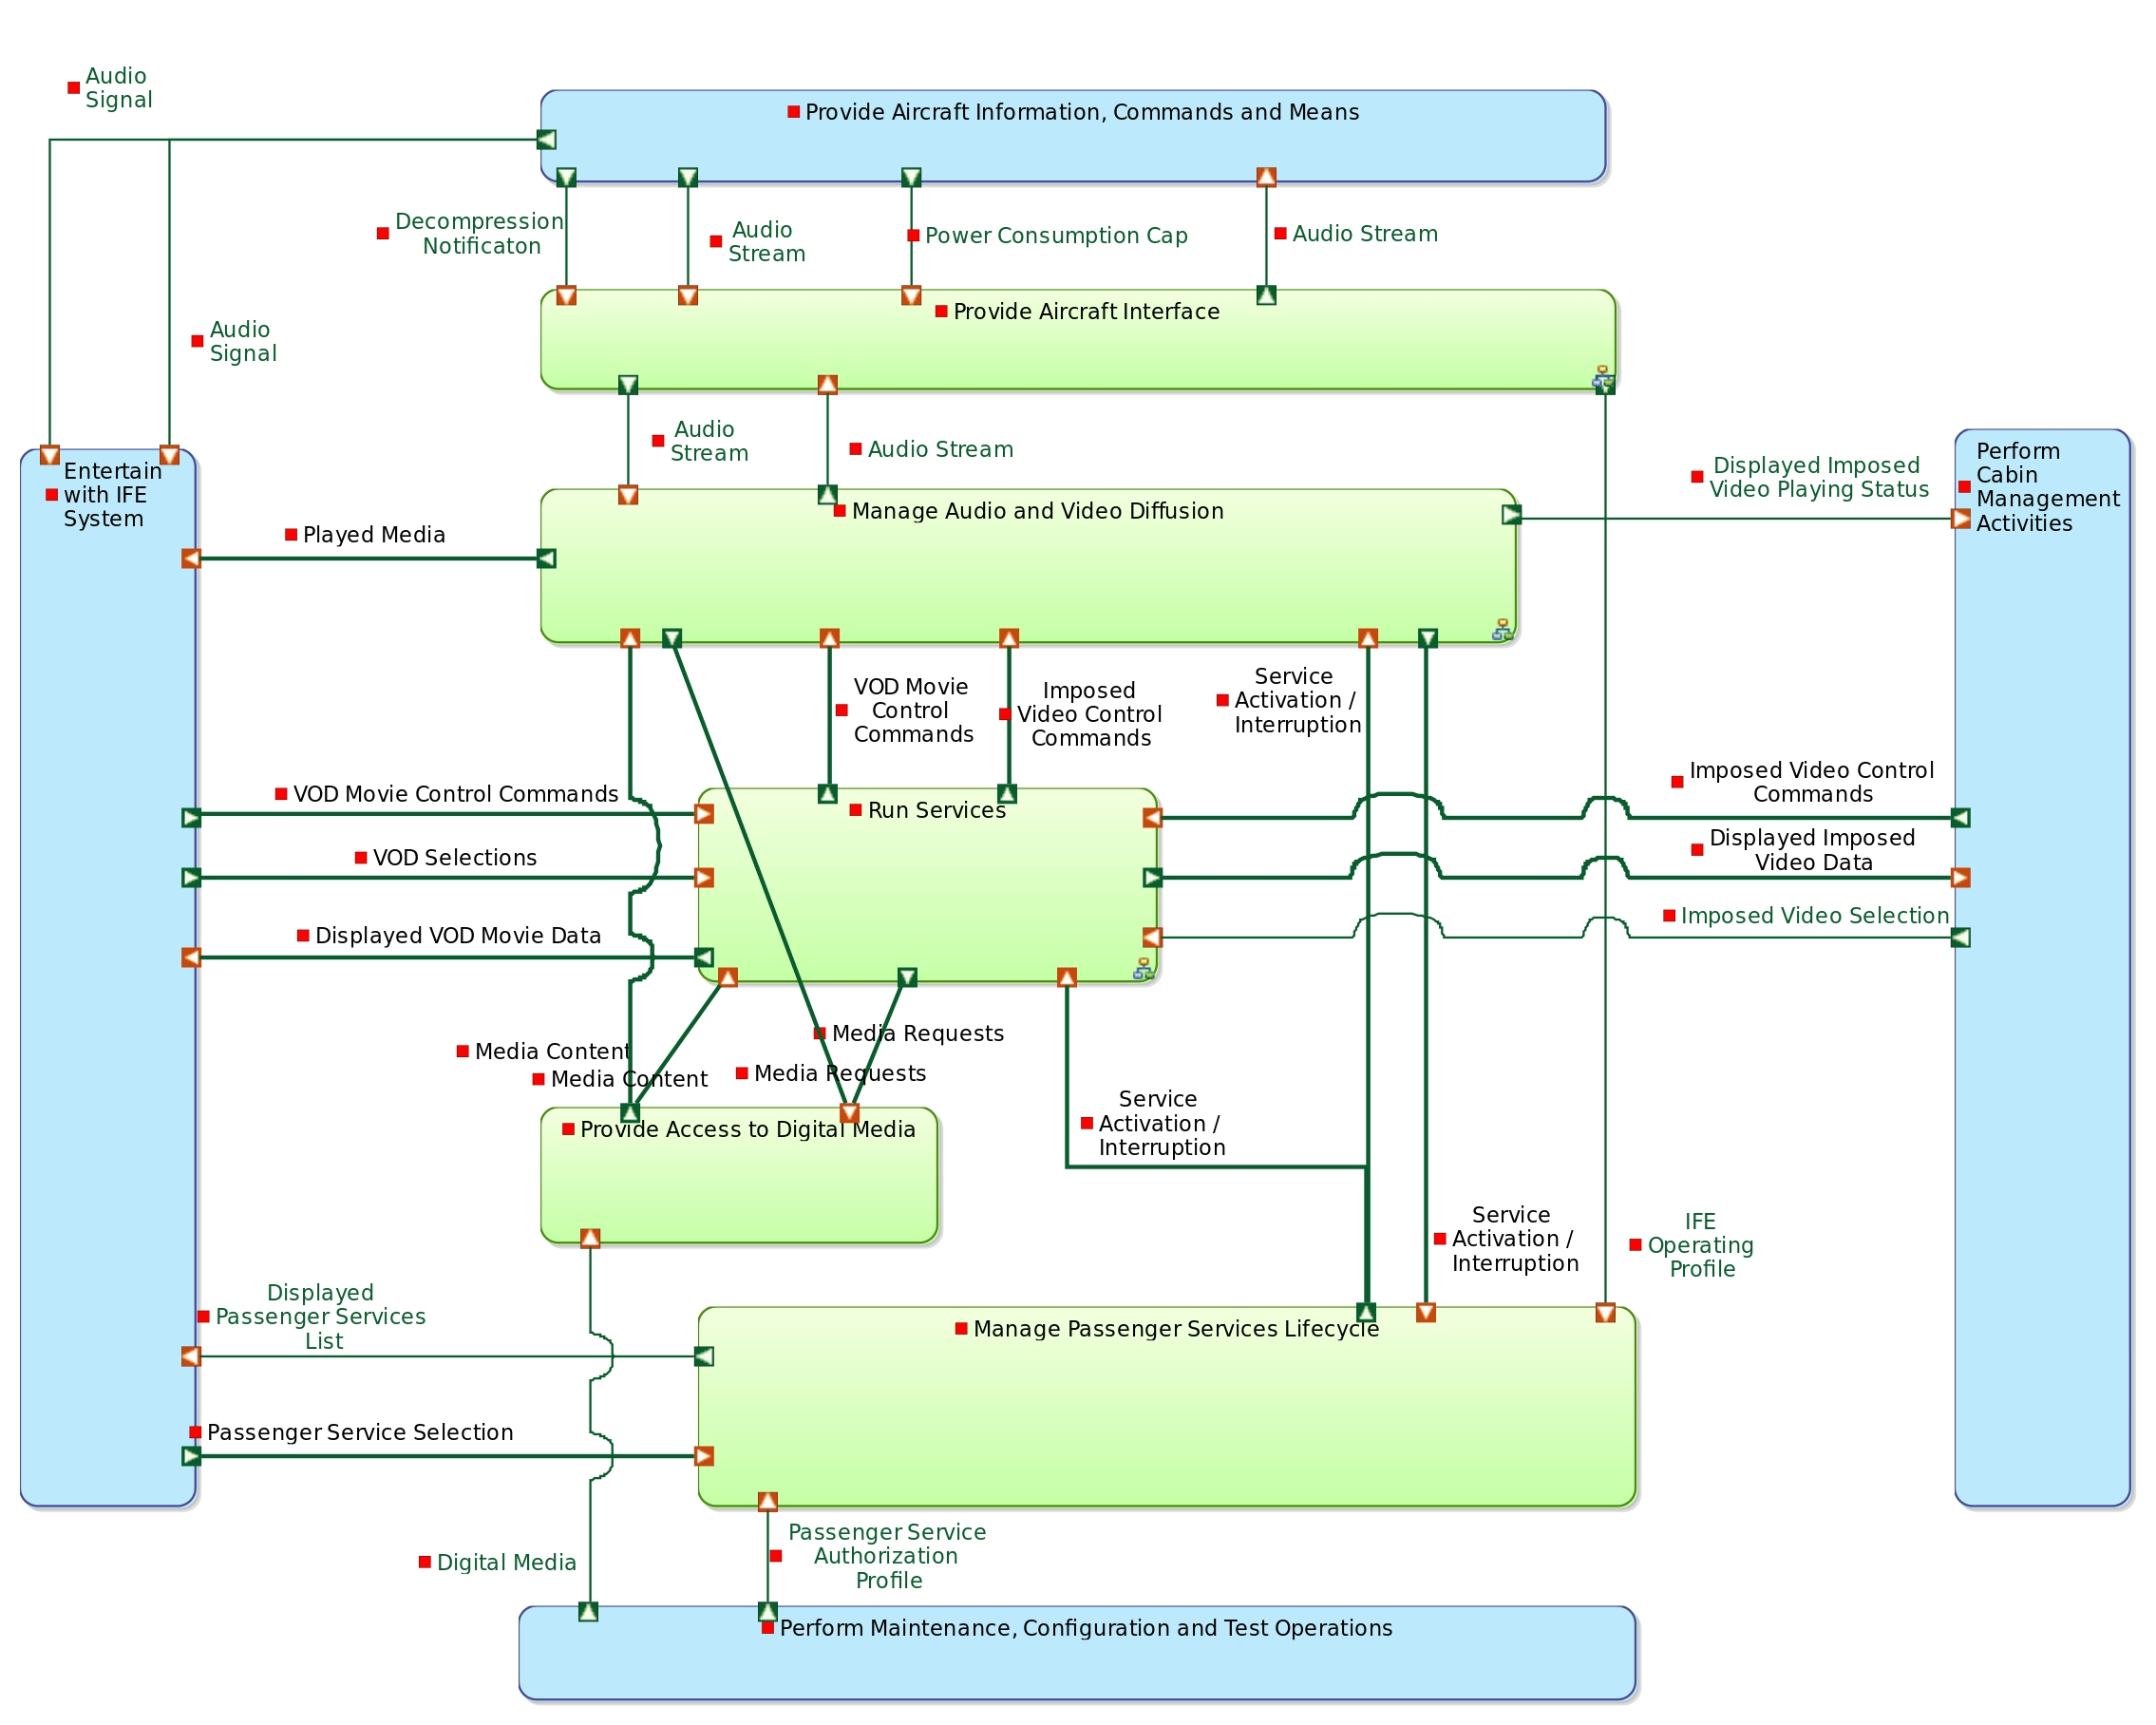 Audio
Signal
Provide Aircraft Information, Commands and Means
Decompression
Notificaton
Audio
Stream
Power Consumption Cap
Audio Stream
Provide Aircraft Interface
Audio
Signal
Audio
Stream
Audio Stream
Entertain
with IFE
System
Perform
Cabin
Management
Activities
Displayed Imposed
Video Playing Status
Manage Audio and Video Diffusion
Played Media
VOD Movie
Control
Commands
Imposed
Video Control
Commands
Service
Activation /
Interruption
VOD Movie Control Commands
Run Services
Imposed Video Control
Commands
VOD Selections
Displayed Imposed
Video Data
Displayed VOD Movie Data
Imposed Video Selection
Media Requests
Media Content
Media Content
Media Requests
Provide Access to Digital Media
Service
Activation /
Interruption
Service
Activation /
Interruption
IFE
Operating
Profile
Displayed
Passenger Services
List
Manage Passenger Services Lifecycle
Passenger Service Selection
Digital Media
Passenger Service
Authorization
Profile
Perform Maintenance, Configuration and Test Operations